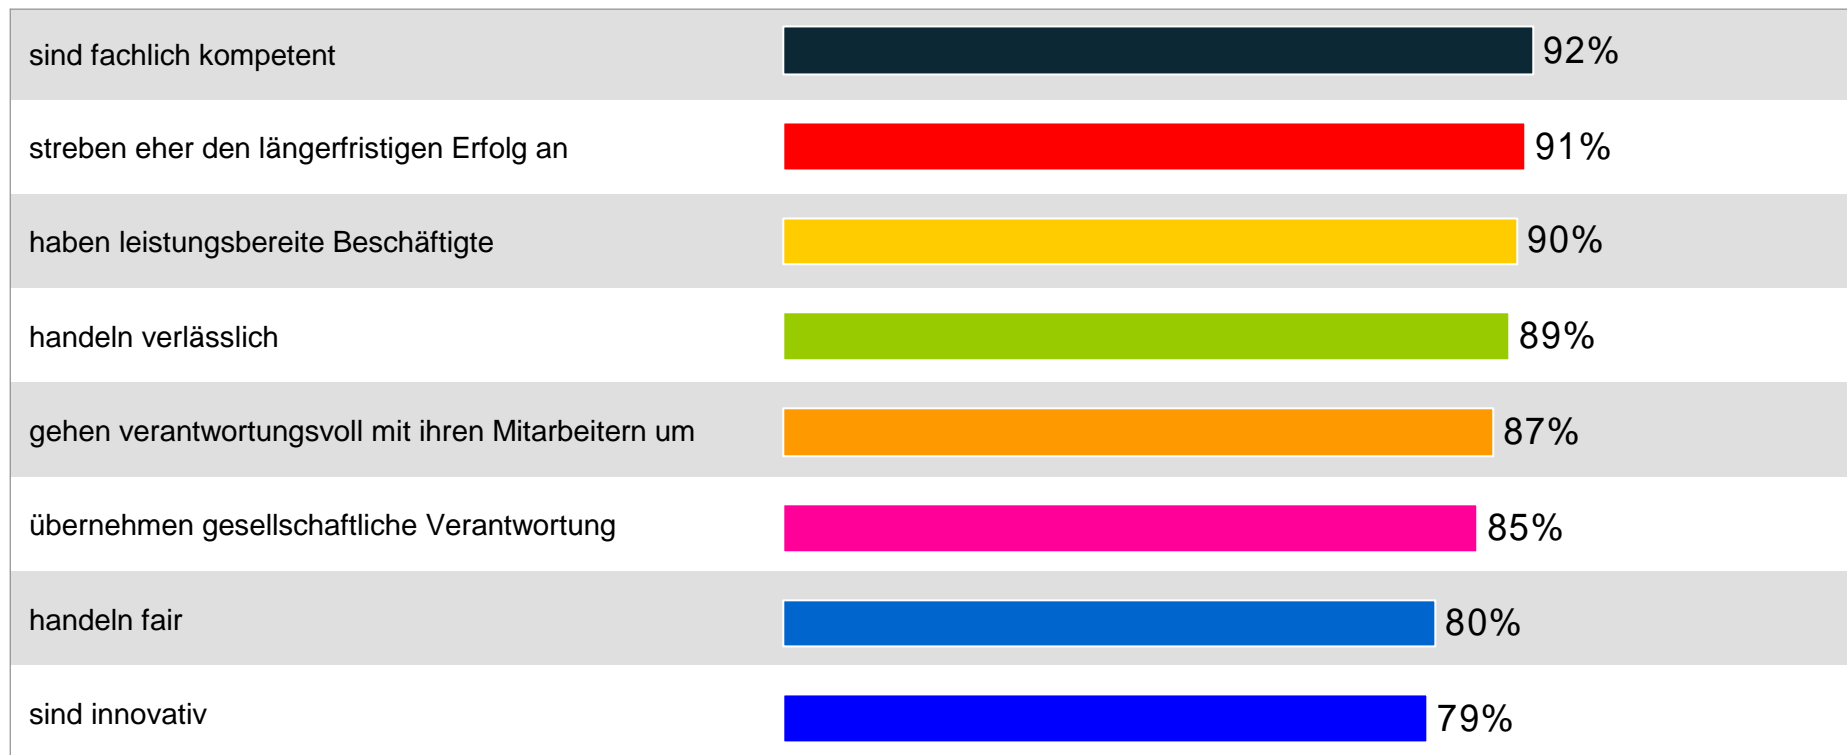 sind fachlich kompetent 92%
streben eher den längerfristigen Erfolg an 91%
haben leistungsbereite Beschäftigte 90%
handeln verlässlich 89%
gehen verantwortungsvoll mit ihren Mitarbeitern um 87%
übernehmen gesellschaftliche Verantwortung 85%
handeln fair 80%
sind innovativ 79%